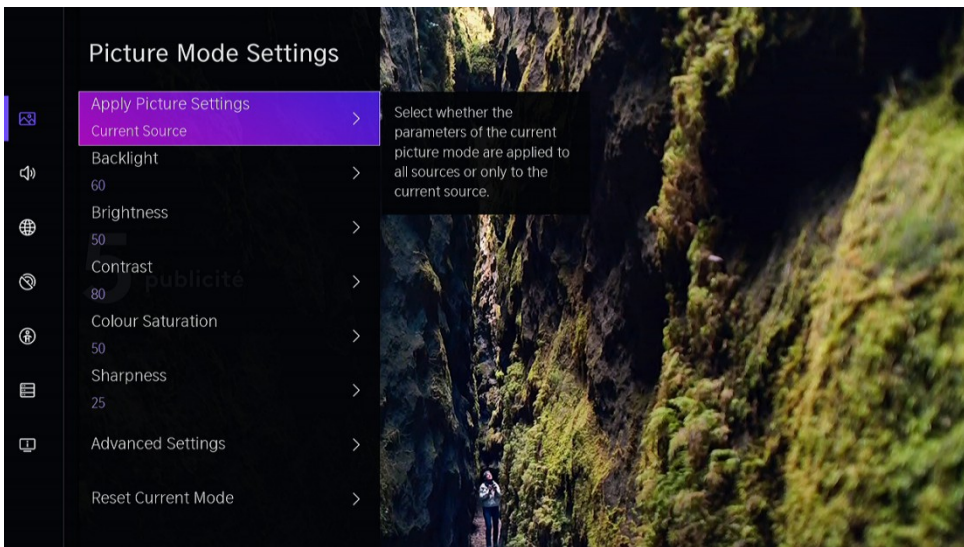 Picture Mode Settings
Apply Picture Settings
Current Source
Select whether the
parameters of the current
picture mode are applied to
all sources or only to the
current source.
Backlight
60
Brightness
50
Contrast
80
5
publicité
Colour Saturation
50
Sharpness
25
Advanced Settings
Reset Current Mode